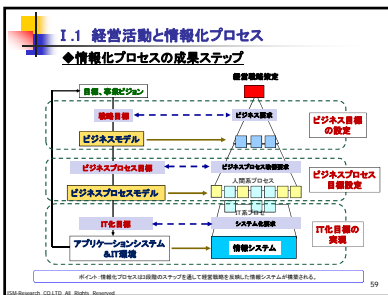 Ⅰ.1 経営活動と情報化プロセス
◆情報化プロセスの成果ステップ
経営戦略策定
目標、事業ビジョン
戦略目標
ビジネス要求
ビジネス目標
の設定
ビジネスモデル
ビジネスプロセス目標
ビジネスプロセス改善要求
人間系プロセス
ビジネスプロセス
目標設定
ビジネスプロセスモデル
IT系プロセ
IT化目標
システム化要求
IT化目標の
実現
アプリケーションシステム
&IT環境
情報システム
ポイント:情報化プロセスは3段階のステップを通して経営戦略を反映した情報システムが構築される。
59
ISM-Research CO.LTD All Rights Reserved